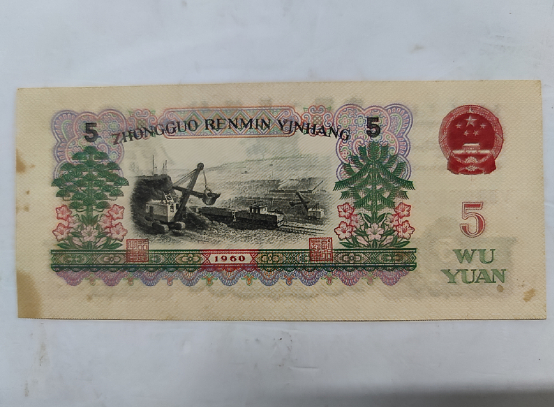 5 ZHONGGUO RENMIN YINHANG 5
1960
5
WU
YUAN